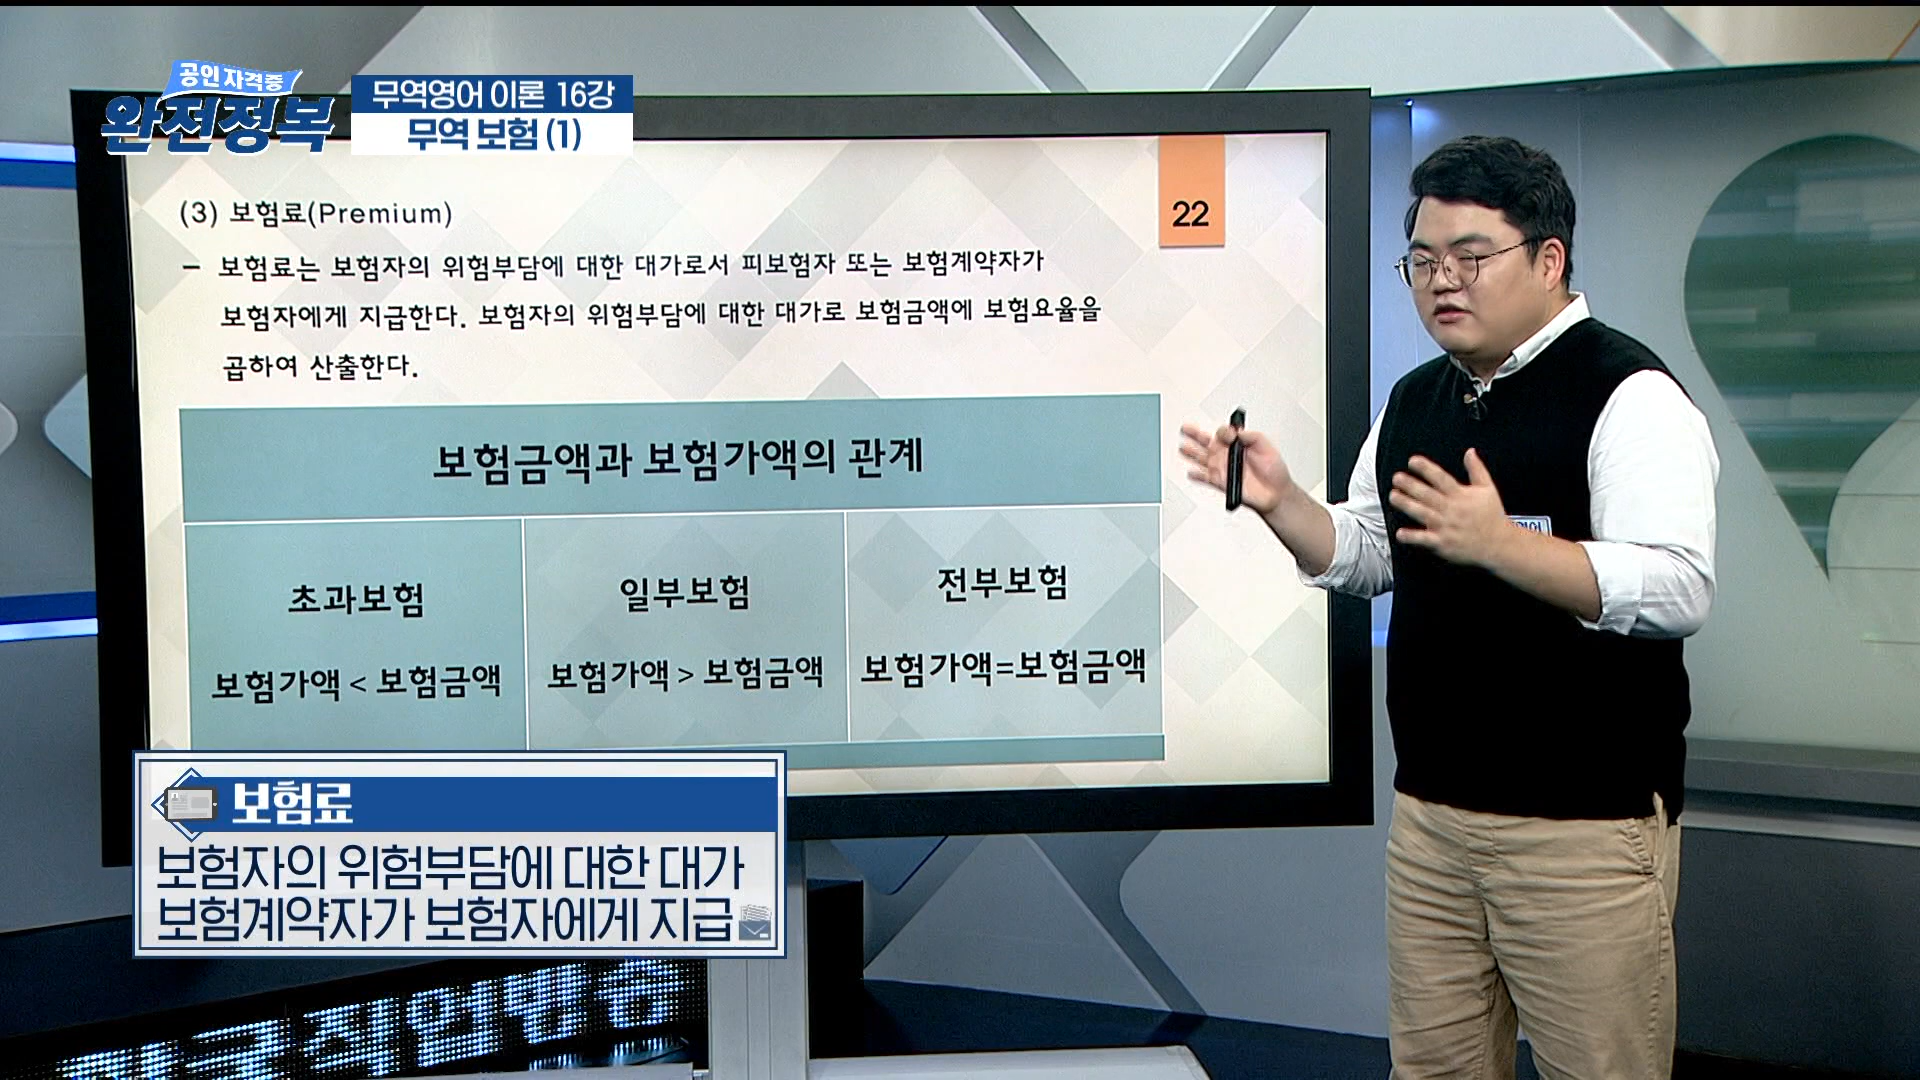 공인 자격증
완전정복
무역영어 이론 16강
무역 보험 (1)
22
(3) 보험료(Premium)
– 보험료는 보험자의 위험부담에 대한 대가로서 피보험자 또는 보험계약자가
보험자에게 지급한다. 보험자의 위험부담에 대한 대가로 보험금액에 보험요율을
곱하여 산출한다.
보험금액과 보험가액의 관계
초과보험
일부보험
전부보험
보험가액 < 보험금액
보험가액 > 보험금액
보험가액=보험금액
보험료
보험자의 위험부담에 대한 대가
보험계약자가 보험자에게 지급
한국직업방송